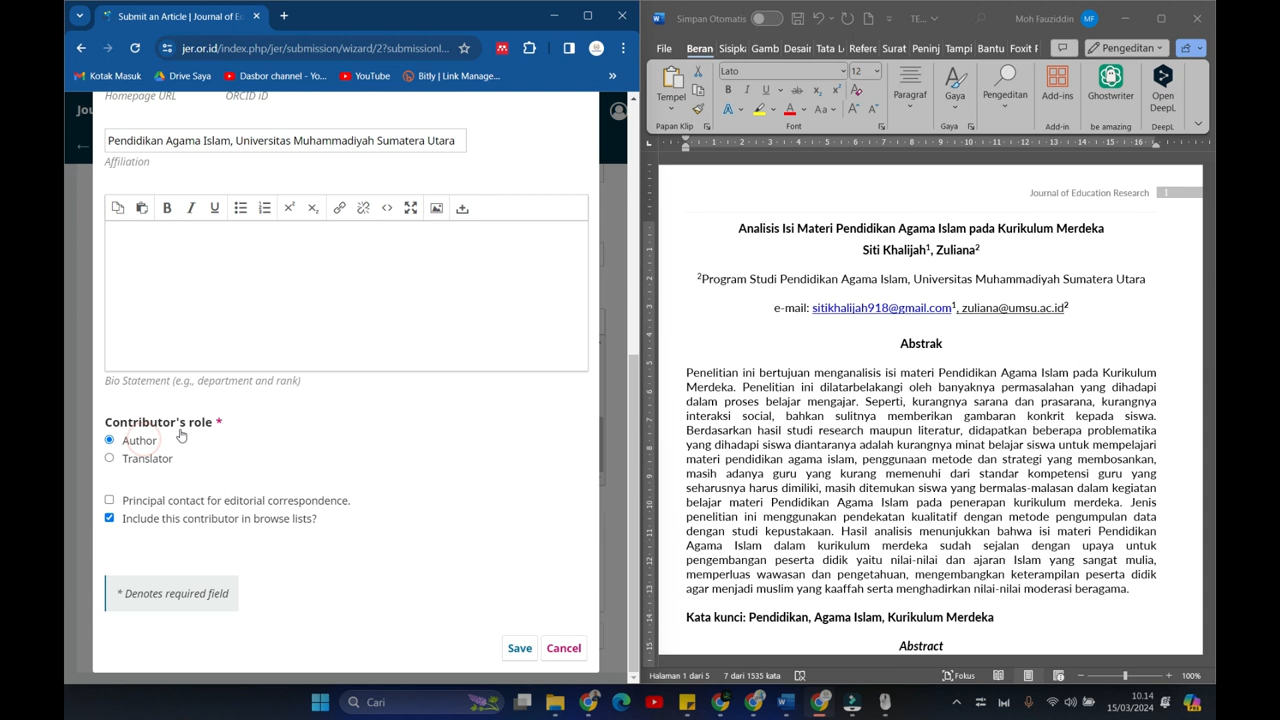 Submit an Article | Journal of Ed
jer.or.id/index.php/jer/submission/wizard/2?submissionI...
Kotak Masuk
Drive Saya
Dasbor channel - Yo...
YouTube
Bitly | Link Manage...
»
Homepage URL
ORCID iD
Pendidikan Agama Islam, Universitas Muhammadiyah Sumatera Utara
Affiliation
Bio Statement (e.g., department and rank)
Contributor's role *
Author
Translator
Principal contact for editorial correspondence.
Include this contributor in browse lists?
* Denotes required field
Save
Cancel
Simpan Otomatis
TE...
Moh Fauziddin
MF
File
Beran
Sisipk
Gamb
Desair
Tata L
Refere
Surat
Peninj
Tampi
Bantu
Foxit F
Pengeditan
Tempel
Lato
12
Paragraf
Gaya
Pengeditan
Add-ins
Ghostwriter
Open DeepL
Papan Klip
Font
Add-in
be amazing
DeepL
Journal of Education Research
1
Analisis Isi Materi Pendidikan Agama Islam pada Kurikulum Merdeka
Siti Khalijah¹, Zuliana²
²Program Studi Pendidikan Agama Islam, Universitas Muhammadiyah Sumatera Utara
e-mail: sitikhalijah918@gmail.com¹, zuliana@umsu.ac.id²
Abstrak
Penelitian ini bertujuan menganalisis isi materi Pendidikan Agama Islam pada Kurikulum
Merdeka. Penelitian ini dilatarbelakangi oleh banyaknya permasalahan yang dihadapi
dalam proses belajar mengajar. Seperti, kurangnya sarana dan prasarana, kurangnya
interaksi social, bahkan sulitnya memberikan gambaran konkrit kepada siswa.
Berdasarkan hasil studi research maupun literatur, didapatkan beberapa problematika
yang dihadapi siswa diantaranya adalah kurangnya minat belajar siswa untuk mempelajari
materi pendidikan agama islam, penggunaan metode dan strategi yang membosankan,
masih adanya guru yang kurang memenuhi dari standar kompetensi guru yang
seharusnya harus dimiliki, masih ditemukan siswa yang bermalas-malasan dalam kegiatan
belajar materi Pendidikan Agama Islam pada penerapan kurikulum merdeka. Jenis
penelitian ini menggunakan pendekatan kualitatif dengan metode pengumpulan data
dengan studi kepustakaan. Hasil analisis menunjukkan bahwa isi materi Pendidikan
Agama Islam dalam kurikulum merdeka sudah sejalan dengan upaya untuk
pengembangan peserta didik yaitu nilai-nilai dan ajaran Islam yang sangat mulia,
memperluas wawasan dan pengetahuan, mengembangkan keterampilan peserta didik
agar menjadi muslim yang kaaffah serta menghadirkan nilai-nilai moderasi beragama.
Kata kunci: Pendidikan, Agama Islam, Kurikulum Merdeka
Abstract
Halaman 1 dari 5
7 dari 1535 kata
Fokus
100%
Cari
10.14
15/03/2024